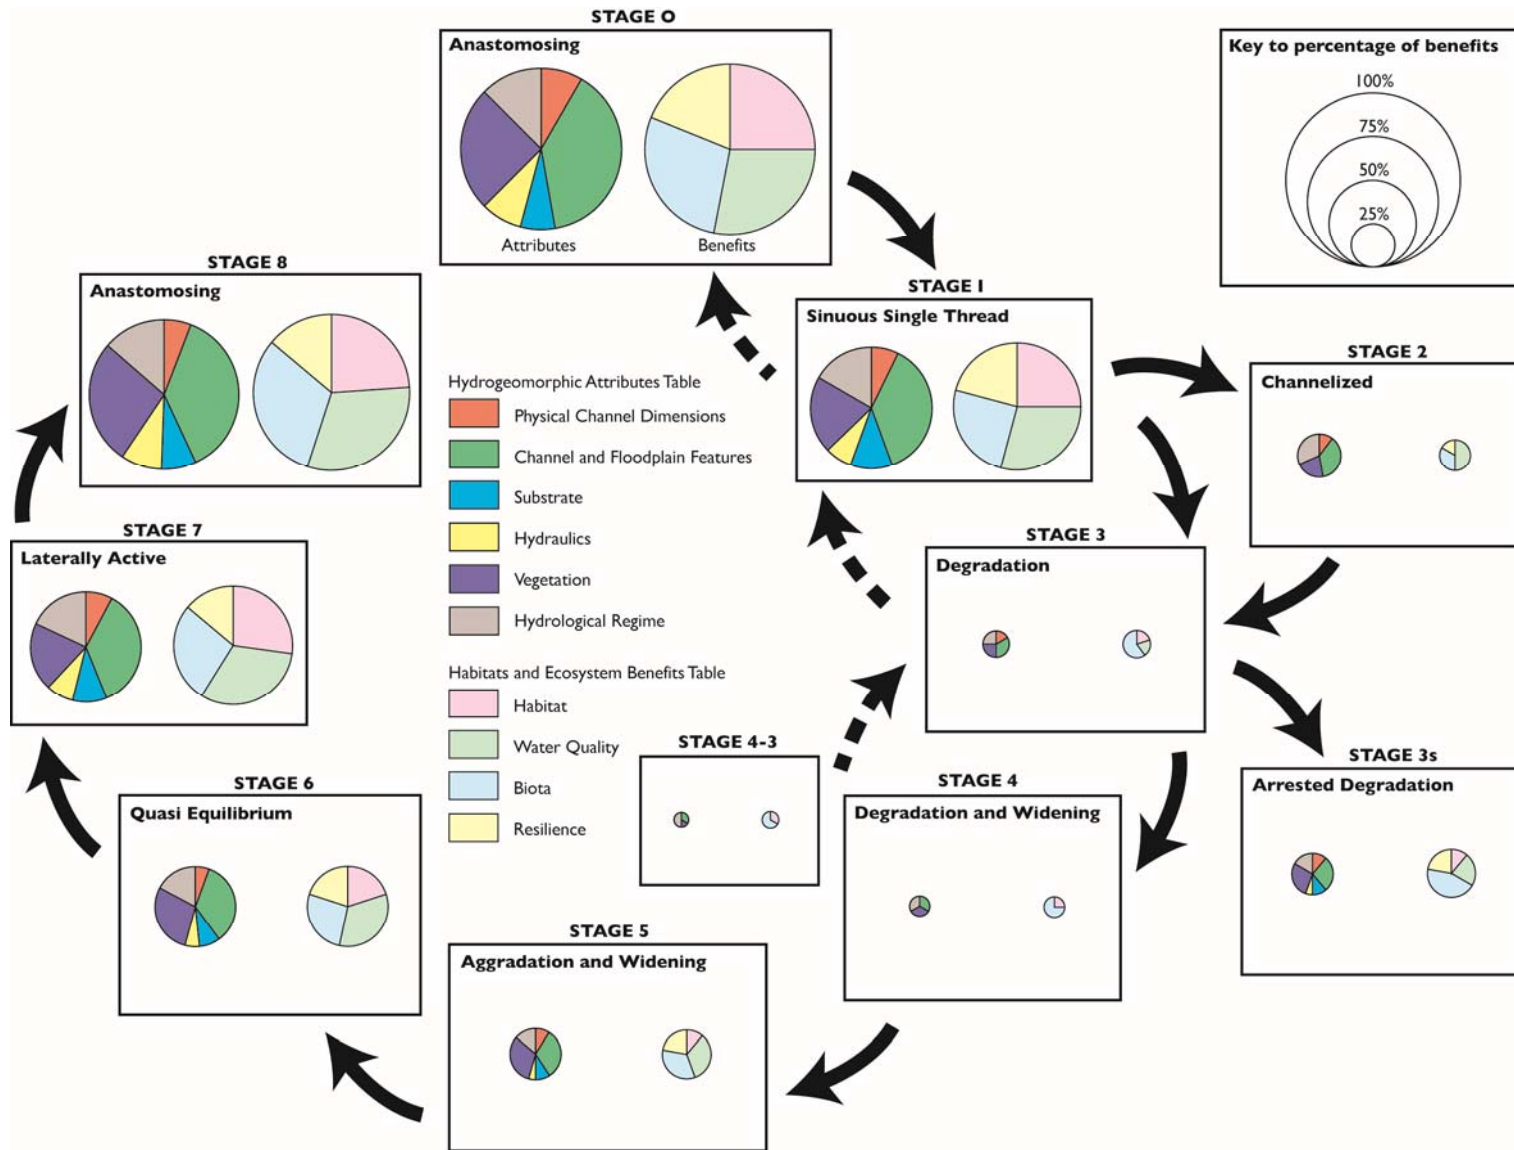 STAGE O
Anastomosing
Attributes
Benefits
Key to percentage of benefits
100%
75%
50%
25%
STAGE 8
Anastomosing
STAGE 1
Sinuous Single Thread
STAGE 2
Channelized
Hydrogeomorphic Attributes Table
Physical Channel Dimensions
Channel and Floodplain Features
Substrate
Hydraulics
Vegetation
Hydrological Regime
Habitats and Ecosystem Benefits Table
Habitat
Water Quality
Biota
Resilience
STAGE 7
Laterally Active
STAGE 3
Degradation
STAGE 4-3
STAGE 4
Degradation and Widening
STAGE 3s
Arrested Degradation
STAGE 6
Quasi Equilibrium
STAGE 5
Aggradation and Widening